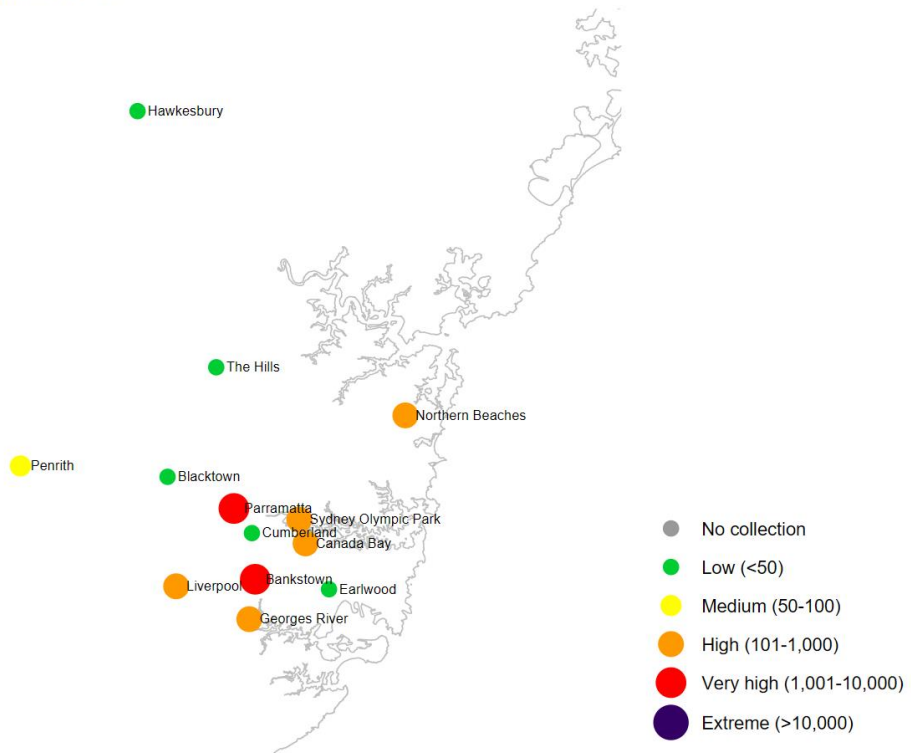 Hawkesbury
The Hills
Northern Beaches
Penrith
Blacktown
Parramatta
Sydney Olympic Park
Cumberland
Canada Bay
Bankstown
Liverpool
Earlwood
Georges River
No collection
Low (<50)
Medium (50-100)
High (101-1,000)
Very high (1,001-10,000)
Extreme (>10,000)